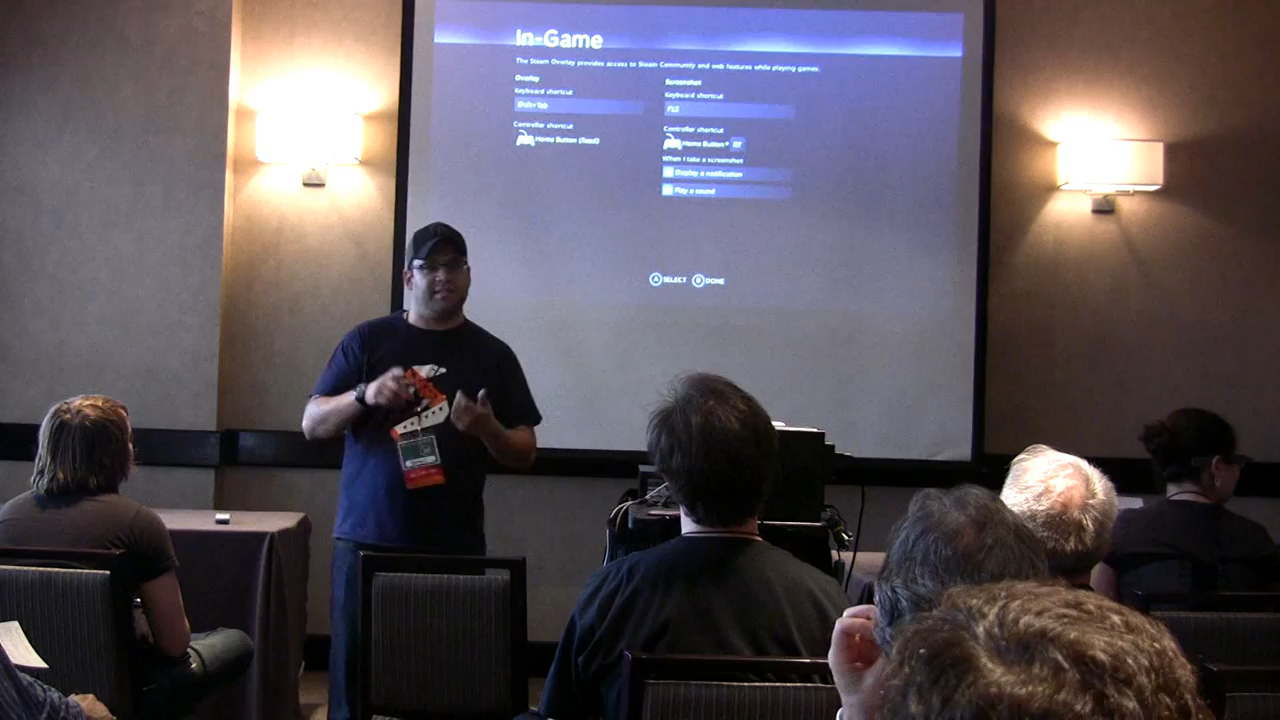 In-Game
The Steam Overlay provides access to Steam Community and web features while playing games.
Overlay
Keyboard shortcut
Shift+Tab
Controller shortcut
Home Button (fixed)
Screenshot
Keyboard shortcut
F12
Controller shortcut
Home Button +
When I take a screenshot
Display a notification
Play a sound
A SELECT B DONE